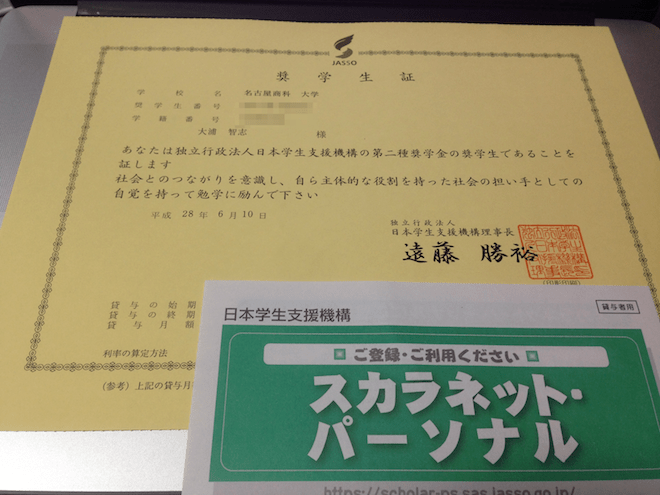 JASSO
奨学生証
学校名 名古屋商科 大学
奨学生番号
学籍番号
大浦 智志 様
あなたは独立行政法人日本学生支援機構の第二種奨学金の奨学生であることを
証します
社会とのつながりを意識し、自ら主体的な役割を持った社会の担い手としての
自覚を持って勉学に励んで下さい
平成 28年 6月 10日
独立行政法人
日本学生支援機構理事長
遠藤 勝裕
貸与の始期
貸与の終期
貸与月額
利率の算定方法
(参考)上記の貸与月
日本学生支援機構
貸与者用
ご登録・ご利用ください
スカラネット・
パーソナル
https://scholar-ps.sas.jasso.go.jp/